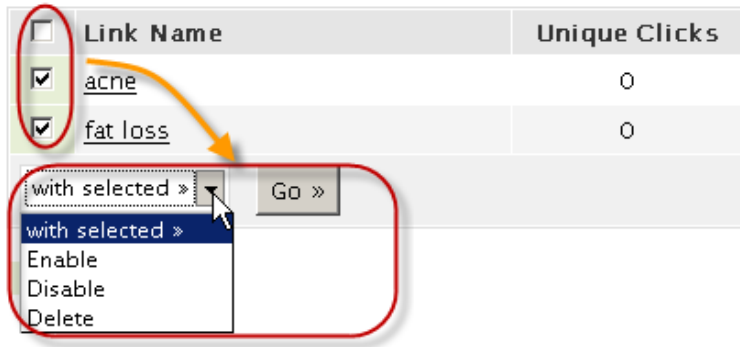 Link Name Unique Clicks
acne 0
fat loss 0
with selected » Go »
with selected »
Enable
Disable
Delete